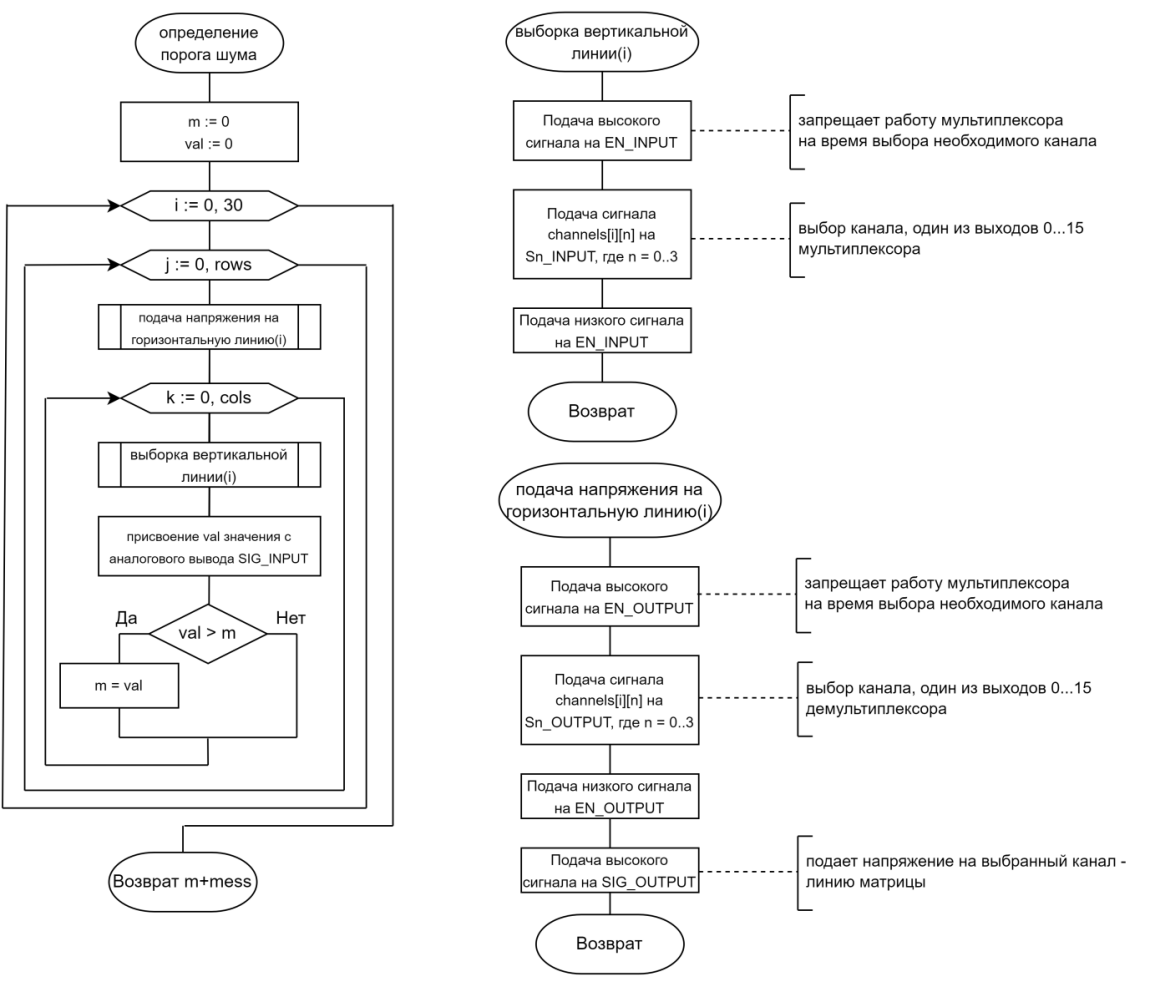 определение
порога шума
m := 0
val := 0
i := 0, 30
j := 0, rows
подача напряжения на
горизонтальную линию(i)
k := 0, cols
выборка вертикальной
линии(i)
присвоение val значения с
аналогового вывода SIG_INPUT
Да
Нет
val > m
m = val
Возврат m+mess
выборка вертикальной
линии(i)
Подача высокого
сигнала на EN_INPUT
запрещает работу мультиплексора
на время выбора необходимого канала
Подача сигнала
channels[i][n] на
Sn_INPUT, где n = 0..3
выбор канала, один из выходов 0...15
мультиплексора
Подача низкого сигнала
на EN_INPUT
Возврат
подача напряжения на
горизонтальную линию(i)
Подача высокого
сигнала на EN_OUTPUT
запрещает работу мультиплексора
на время выбора необходимого канала
Подача сигнала
channels[i][n] на
Sn_OUTPUT, где n = 0..3
выбор канала, один из выходов 0...15
демультиплексора
Подача низкого сигнала
на EN_OUTPUT
Подача высокого
сигнала на SIG_OUTPUT
подает напряжение на выбранный канал -
линию матрицы
Возврат